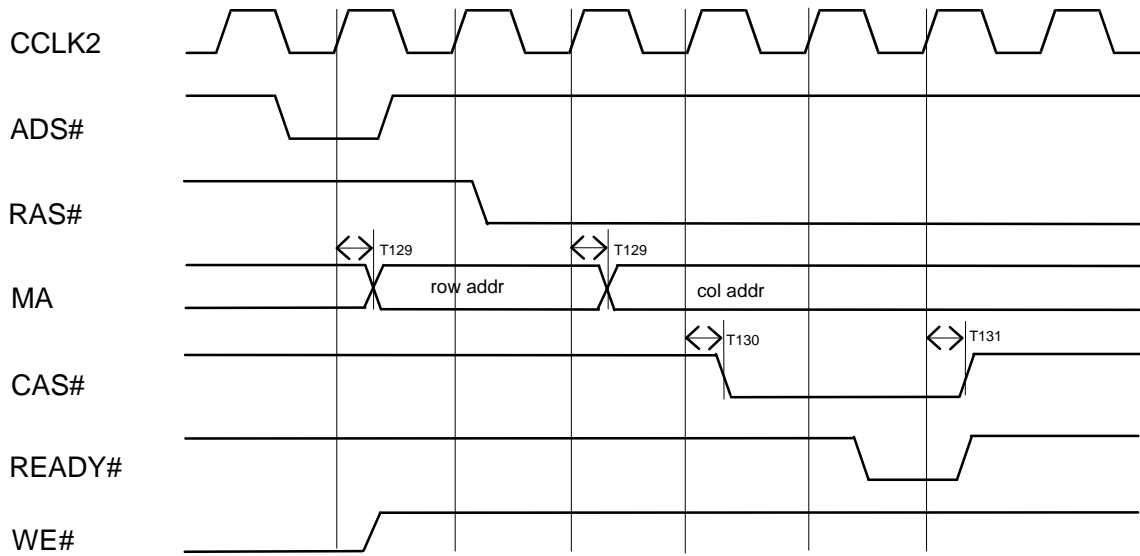 CCLK2
ADS#
RAS#
T129 T129
MA row addr col addr
T130 T131
CAS#
READY#
WE#